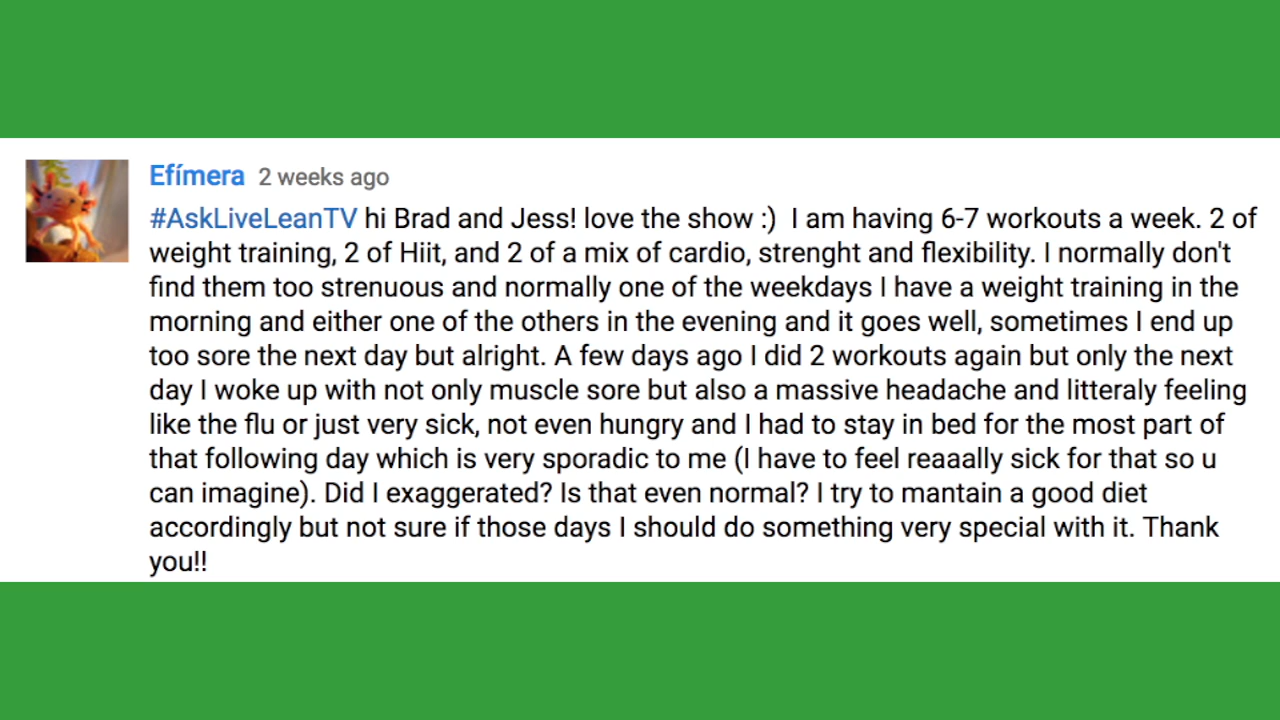 Efímera 2 weeks ago
#AskLiveLeanTV hi Brad and Jess! love the show :) I am having 6-7 workouts a week. 2 of
weight training, 2 of Hiit, and 2 of a mix of cardio, strenght and flexibility. I normally don't
find them too strenuous and normally one of the weekdays I have a weight training in the
morning and either one of the others in the evening and it goes well, sometimes I end up
too sore the next day but alright. A few days ago I did 2 workouts again but only the next
day I woke up with not only muscle sore but also a massive headache and litteraly feeling
like the flu or just very sick, not even hungry and I had to stay in bed for the most part of
that following day which is very sporadic to me (I have to feel reaaally sick for that so u
can imagine). Did I exaggerated? Is that even normal? I try to mantain a good diet
accordingly but not sure if those days I should do something very special with it. Thank
you!!